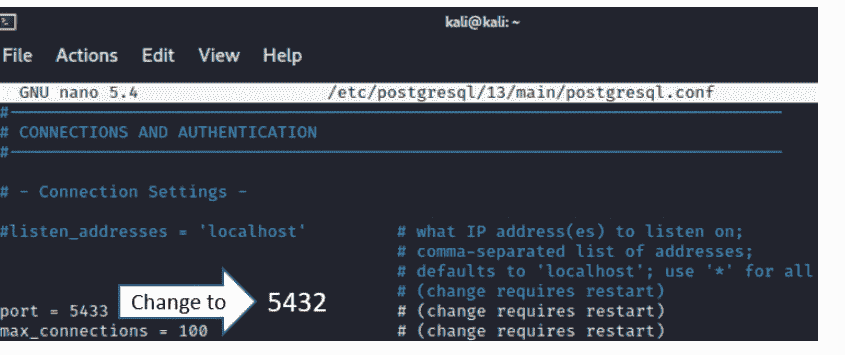 kali@kali: ~
File Actions Edit View Help
GNU nano 5.4 /etc/postgresql/13/main/postgresql.conf
#
# CONNECTIONS AND AUTHENTICATION
#
# - Connection Settings -
#listen_addresses = 'localhost' # what IP address(es) to listen on;
# comma-separated list of addresses;
# defaults to 'localhost'; use '*' for all
# (change requires restart)
port = 5433 Change to 5432 # (change requires restart)
max_connections = 100 # (change requires restart)